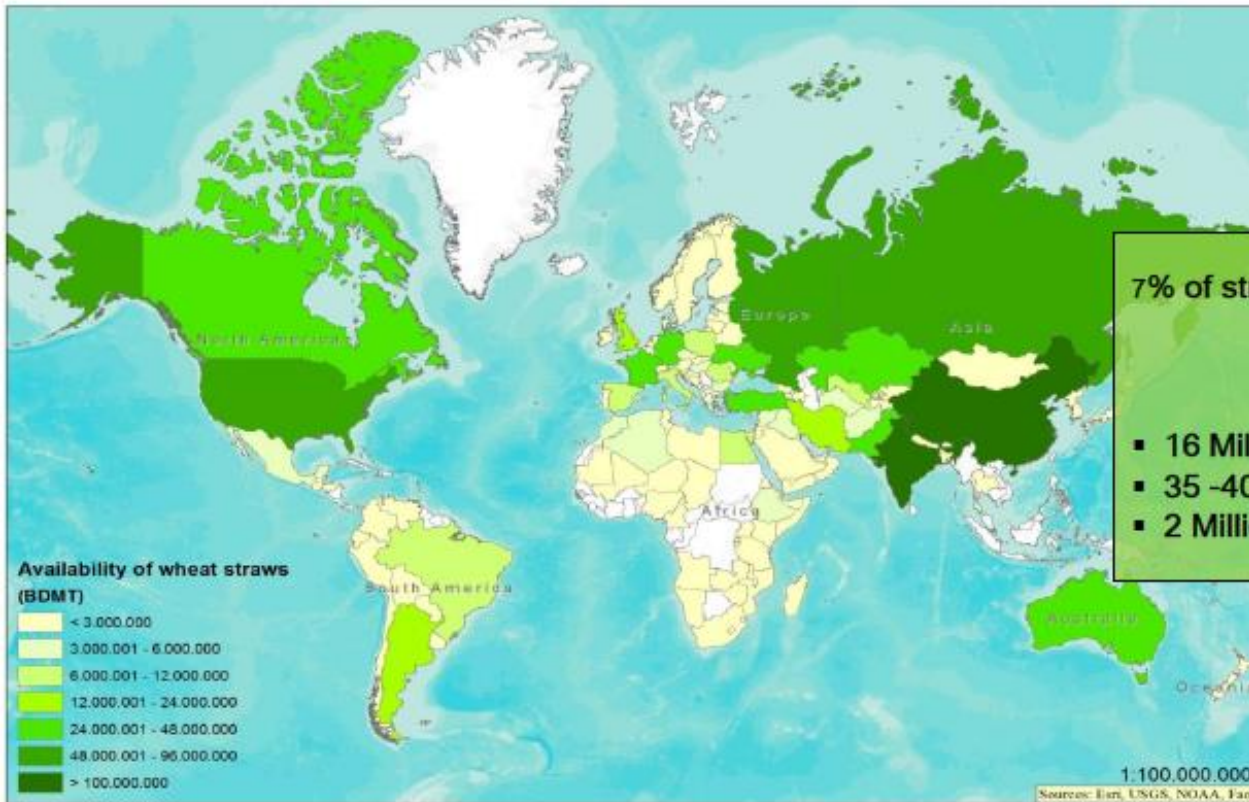 North America
Europe
Asia
7% of st
▪ 16 Mil
▪ 35 -40
▪ 2 Milli
Africa
South America
Australia
Oceani
Availability of wheat straws
(BDMT)
< 3.000.000
3.000.001 - 6.000.000
6.000.001 - 12.000.000
12.000.001 - 24.000.000
24.000.001 - 48.000.000
48.000.001 - 96.000.000
> 100.000.000
1:100.000.000
Sources: Esri, USGS, NOAA, Fac